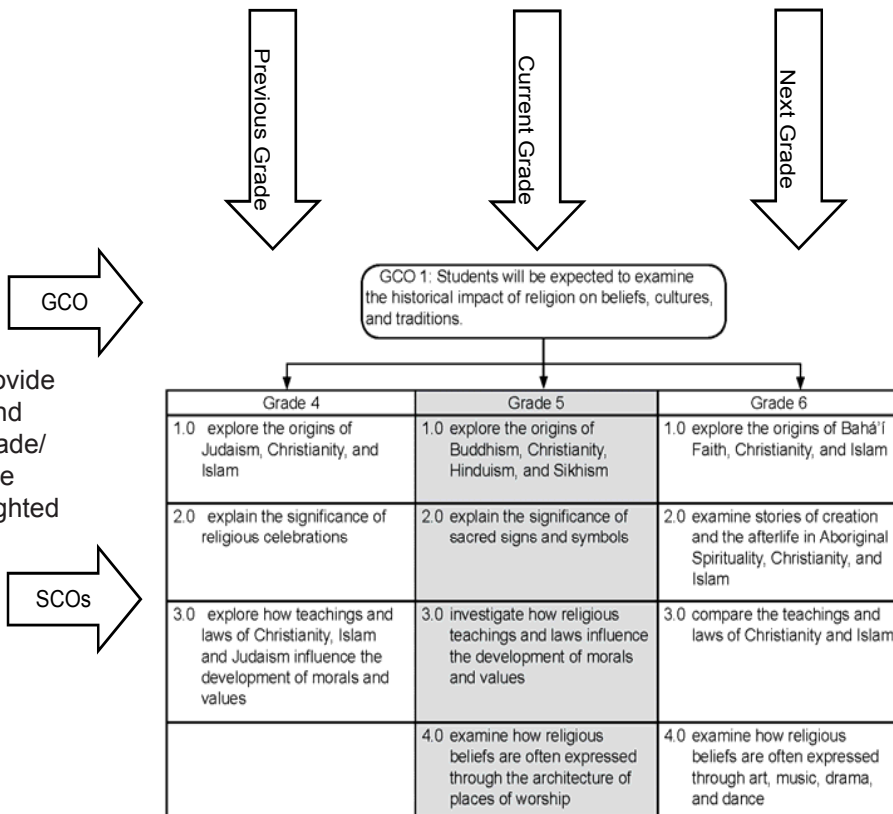 Previous Grade
Current Grade
Next Grade
GCO
GCO 1: Students will be expected to examine
the historical impact of religion on beliefs, cultures,
and traditions.
ovide
nd
ade/
e
ghted
SCOs
Grade 4
Grade 5
Grade 6
1.0 explore the origins of
Judaism, Christianity, and
Islam
1.0 explore the origins of
Buddhism, Christianity,
Hinduism, and Sikhism
1.0 explore the origins of Bahá'í
Faith, Christianity, and Islam
2.0 explain the significance of
religious celebrations
2.0 explain the significance of
sacred signs and symbols
2.0 examine stories of creation
and the afterlife in Aboriginal
Spirituality, Christianity, and
Islam
3.0 explore how teachings and
laws of Christianity, Islam
and Judaism influence the
development of morals and
values
3.0 investigate how religious
teachings and laws influence
the development of morals
and values
3.0 compare the teachings and
laws of Christianity and Islam
4.0 examine how religious
beliefs are often expressed
through the architecture of
places of worship
4.0 examine how religious
beliefs are often expressed
through art, music, drama,
and dance